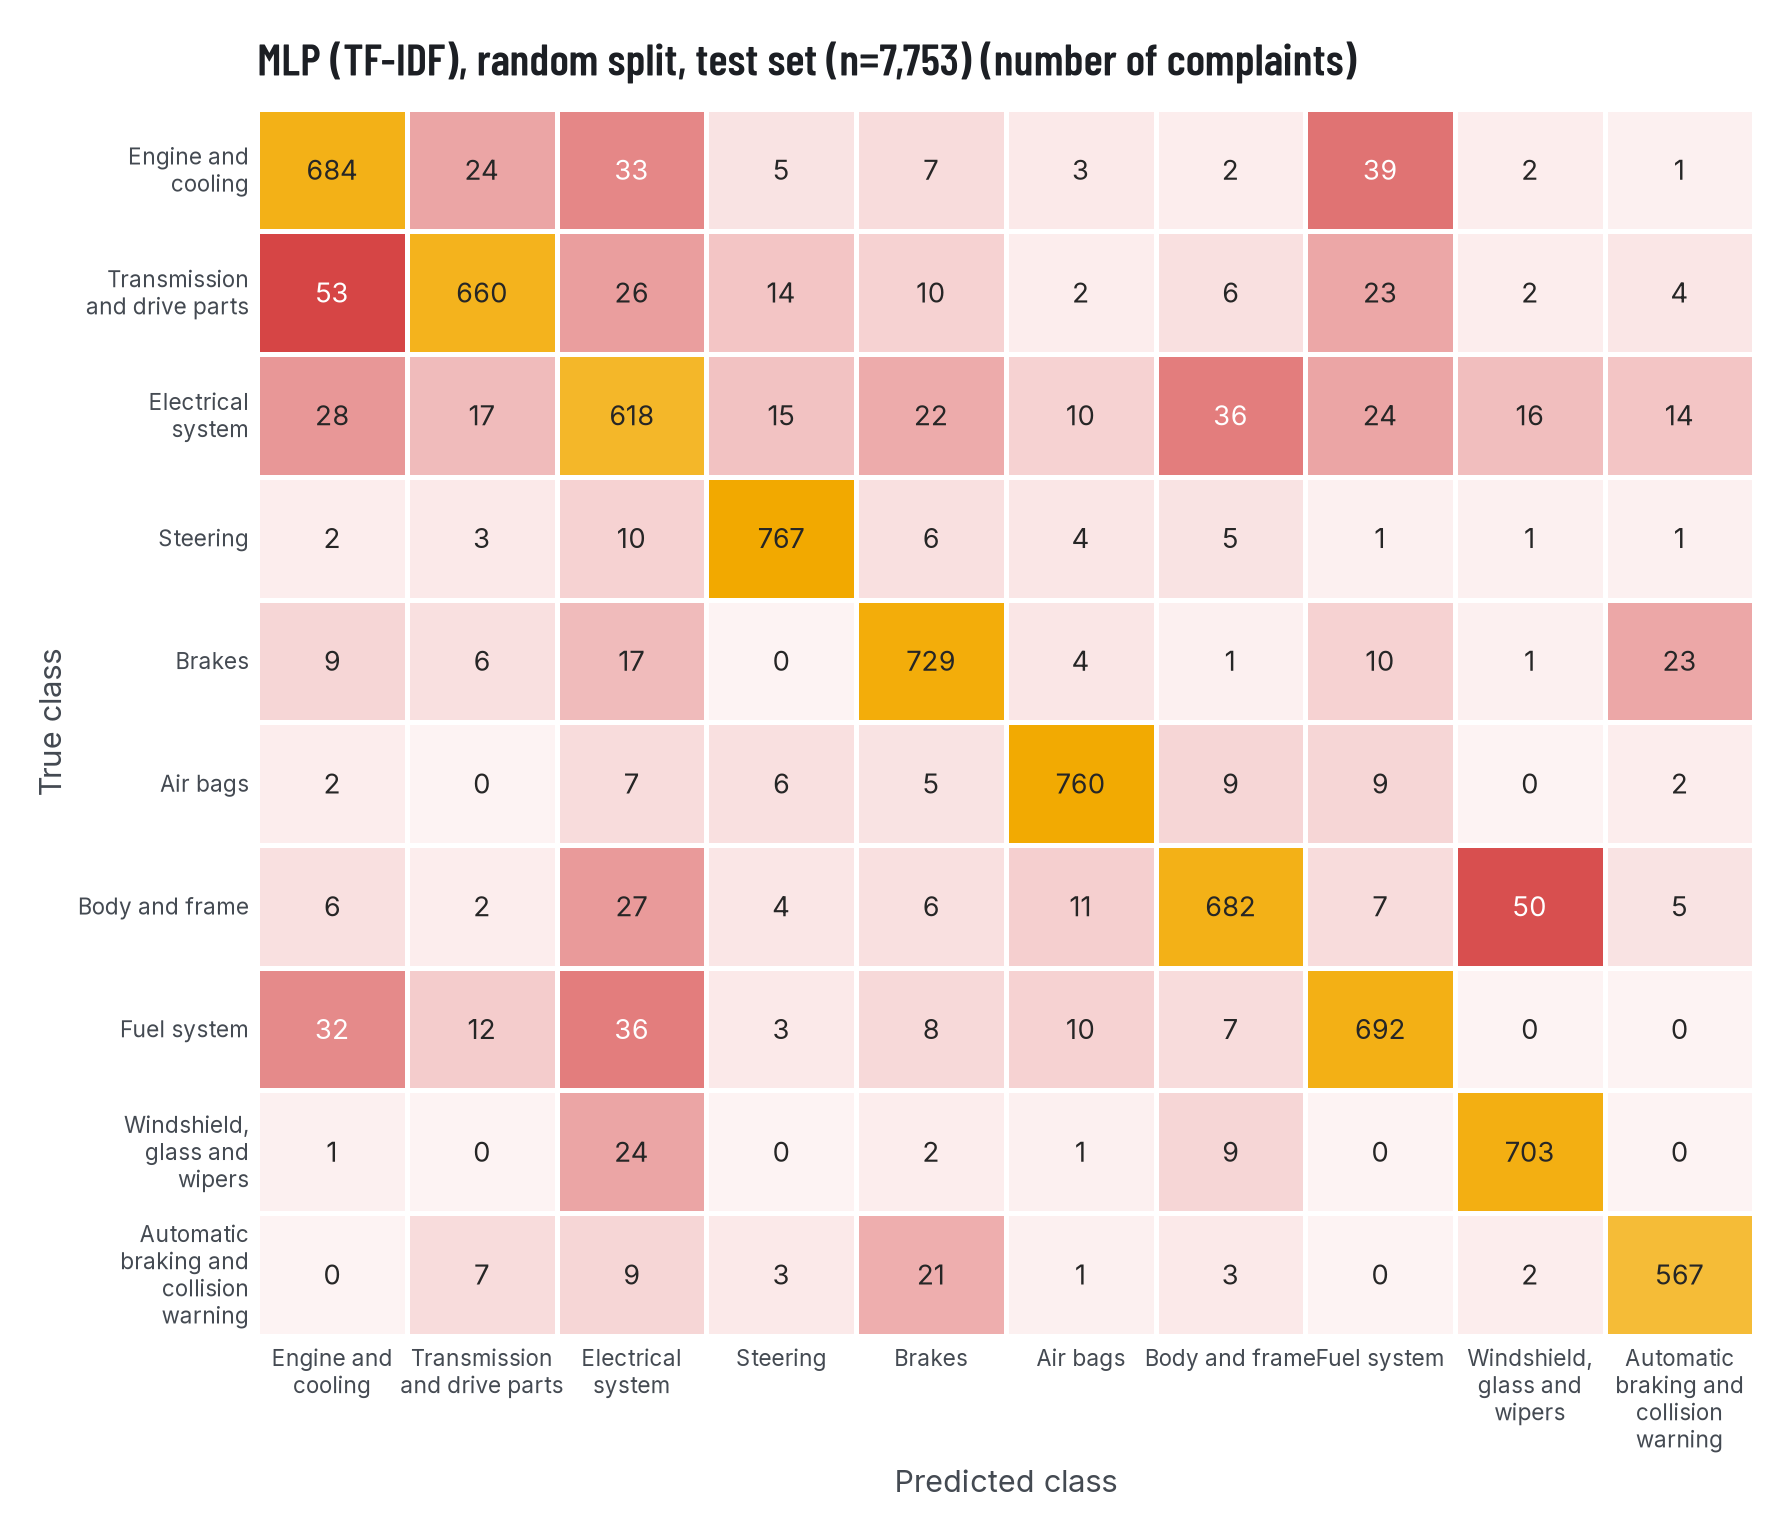 MLP (TF-IDF), random split, test set (n=7,753) (number of complaints)
Engine and
cooling
684 24 33 5 7 3 2 39 2 1
Transmission
and drive parts
53 660 26 14 10 2 6 23 2 4
Electrical
system
28 17 618 15 22 10 36 24 16 14
Steering
2 3 10 767 6 4 5 1 1 1
True class
Brakes
9 6 17 0 729 4 1 10 1 23
Air bags
2 0 7 6 5 760 9 9 0 2
Body and frame
6 2 27 4 6 11 682 7 50 5
Fuel system
32 12 36 3 8 10 7 692 0 0
Windshield,
glass and
wipers
1 0 24 0 2 1 9 0 703 0
Automatic
braking and
collision
warning
0 7 9 3 21 1 3 0 2 567
Engine and
cooling
Transmission
and drive parts
Electrical
system
Steering
Brakes
Air bags
Body and frame
Fuel system
Windshield,
glass and
wipers
Automatic
braking and
collision
warning
Predicted class